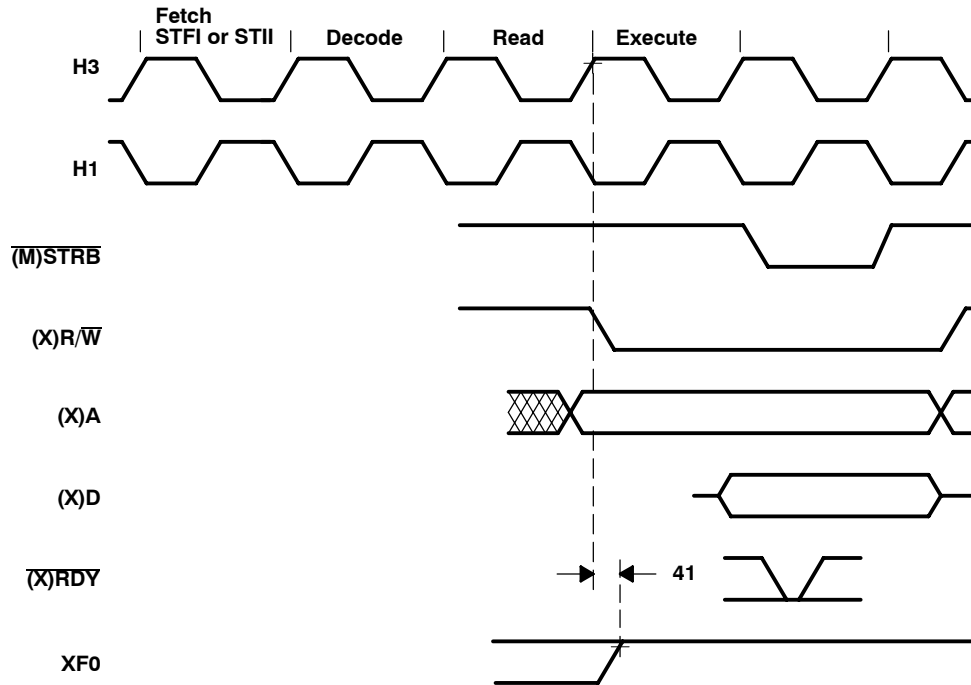 Fetch
STFI or STII Decode Read Execute
H3
H1
(M)STRB
(X)R/W
(X)A
(X)D
(X)RDY 41
XF0